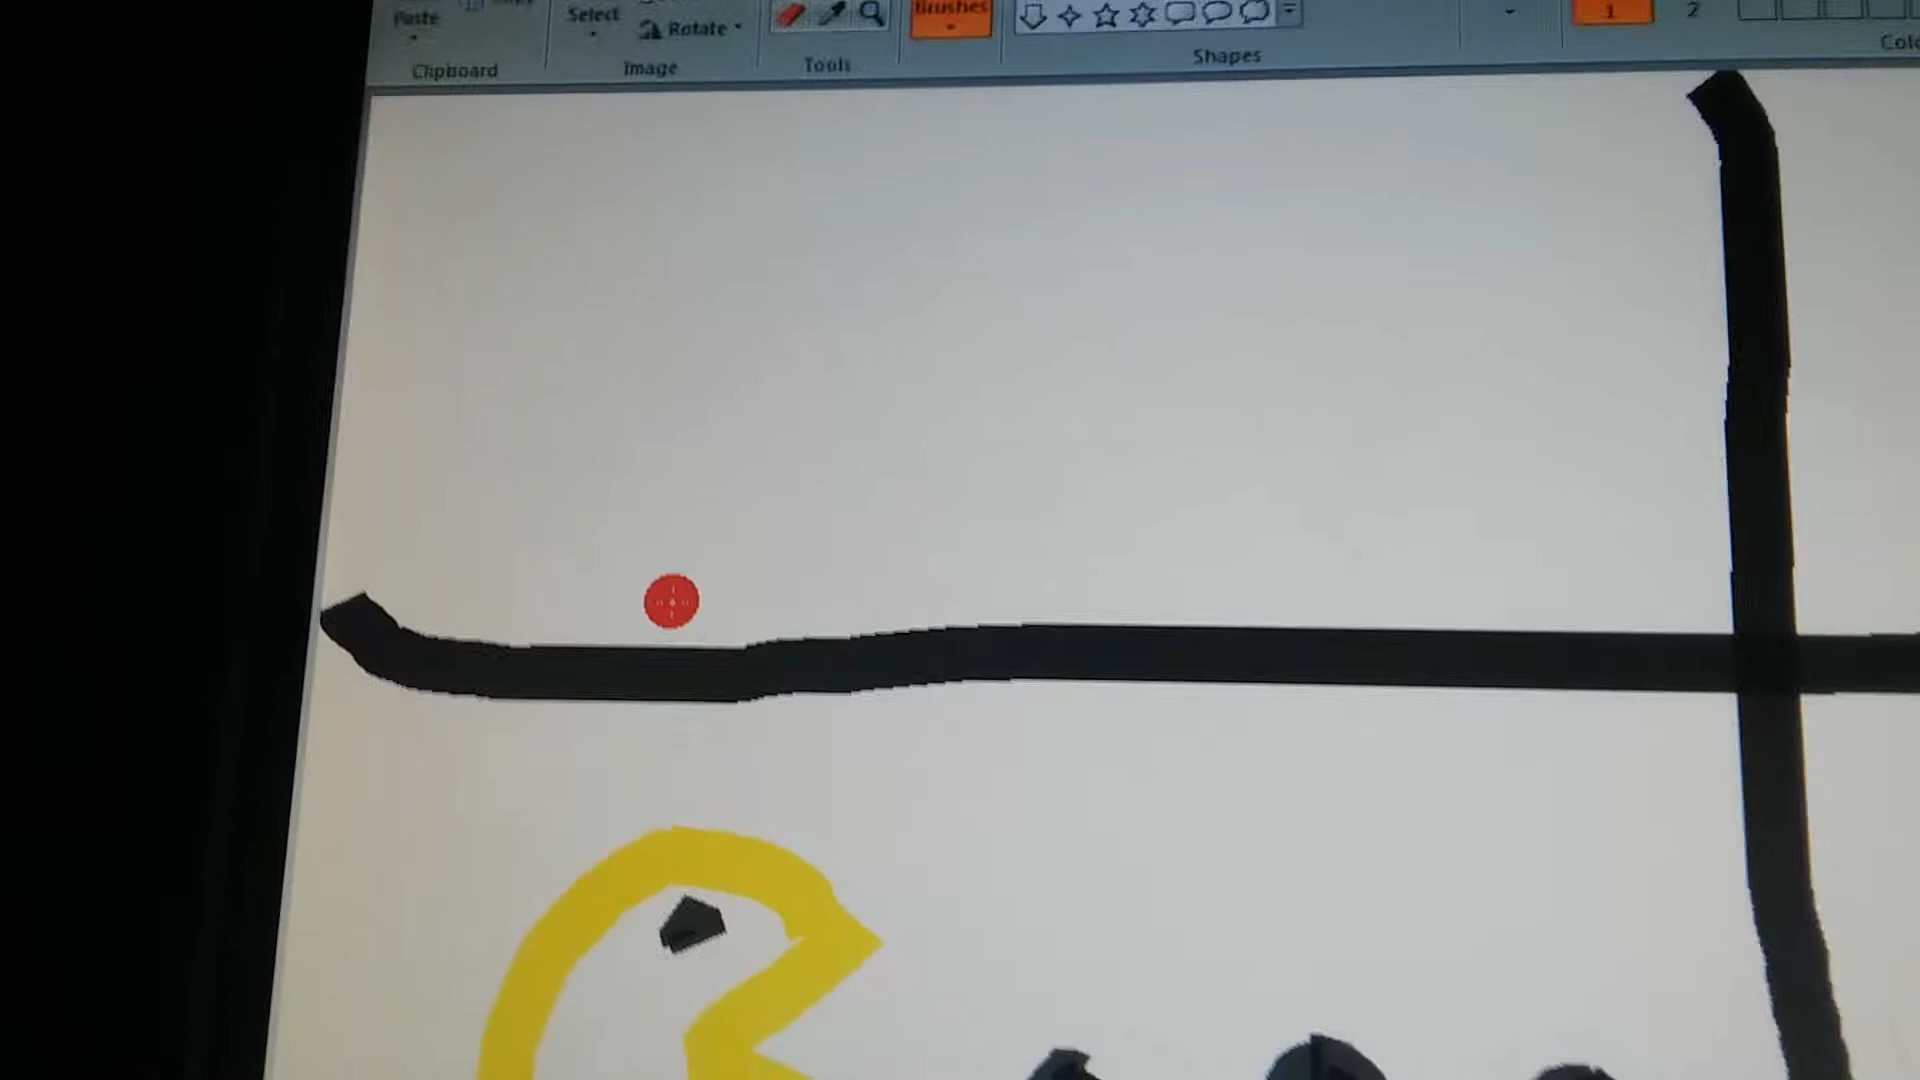 Paste
Select
Rotate
Brushes
1
2
Clipboard
Image
Tools
Shapes